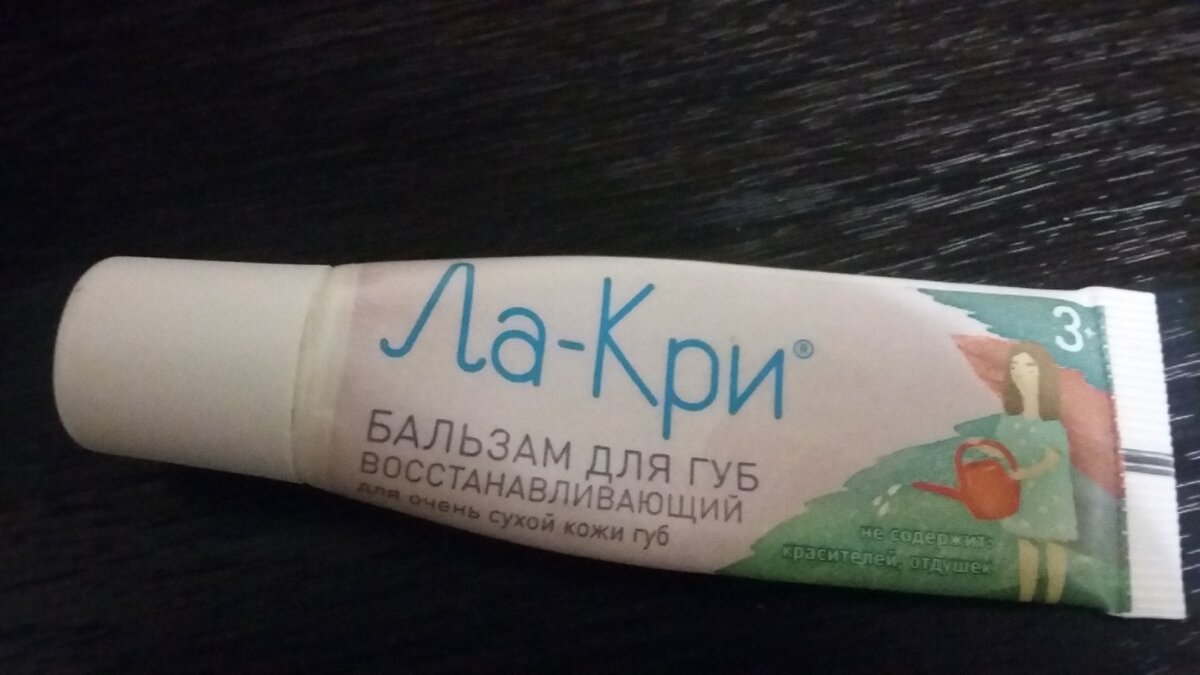 Ла-Кри®
БАЛЬЗАМ ДЛЯ ГУБ
ВОССТАНАВЛИВАЮЩИЙ
для очень сухой кожи губ
3+
не содержит:
красителей, отдушек